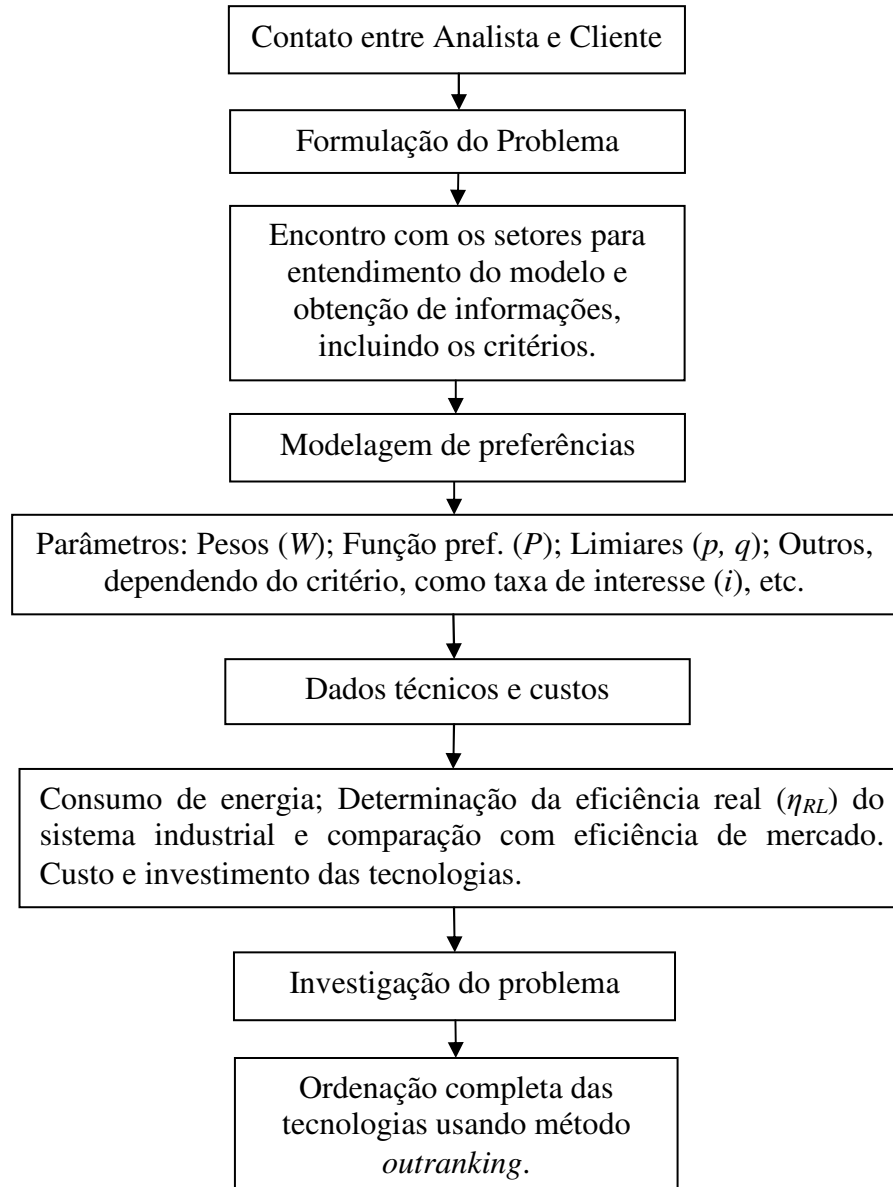 Contato entre Analista e Cliente
Formulação do Problema
Encontro com os setores para
entendimento do modelo e
obtenção de informações,
incluindo os critérios.
Modelagem de preferências
Parâmetros: Pesos (W); Função pref. (P); Limiares (p, q); Outros,
dependendo do critério, como taxa de interesse (i), etc.
Dados técnicos e custos
Consumo de energia; Determinação da eficiência real (ηRL) do
sistema industrial e comparação com eficiência de mercado.
Custo e investimento das tecnologias.
Investigação do problema
Ordenação completa das
tecnologias usando método
outranking.